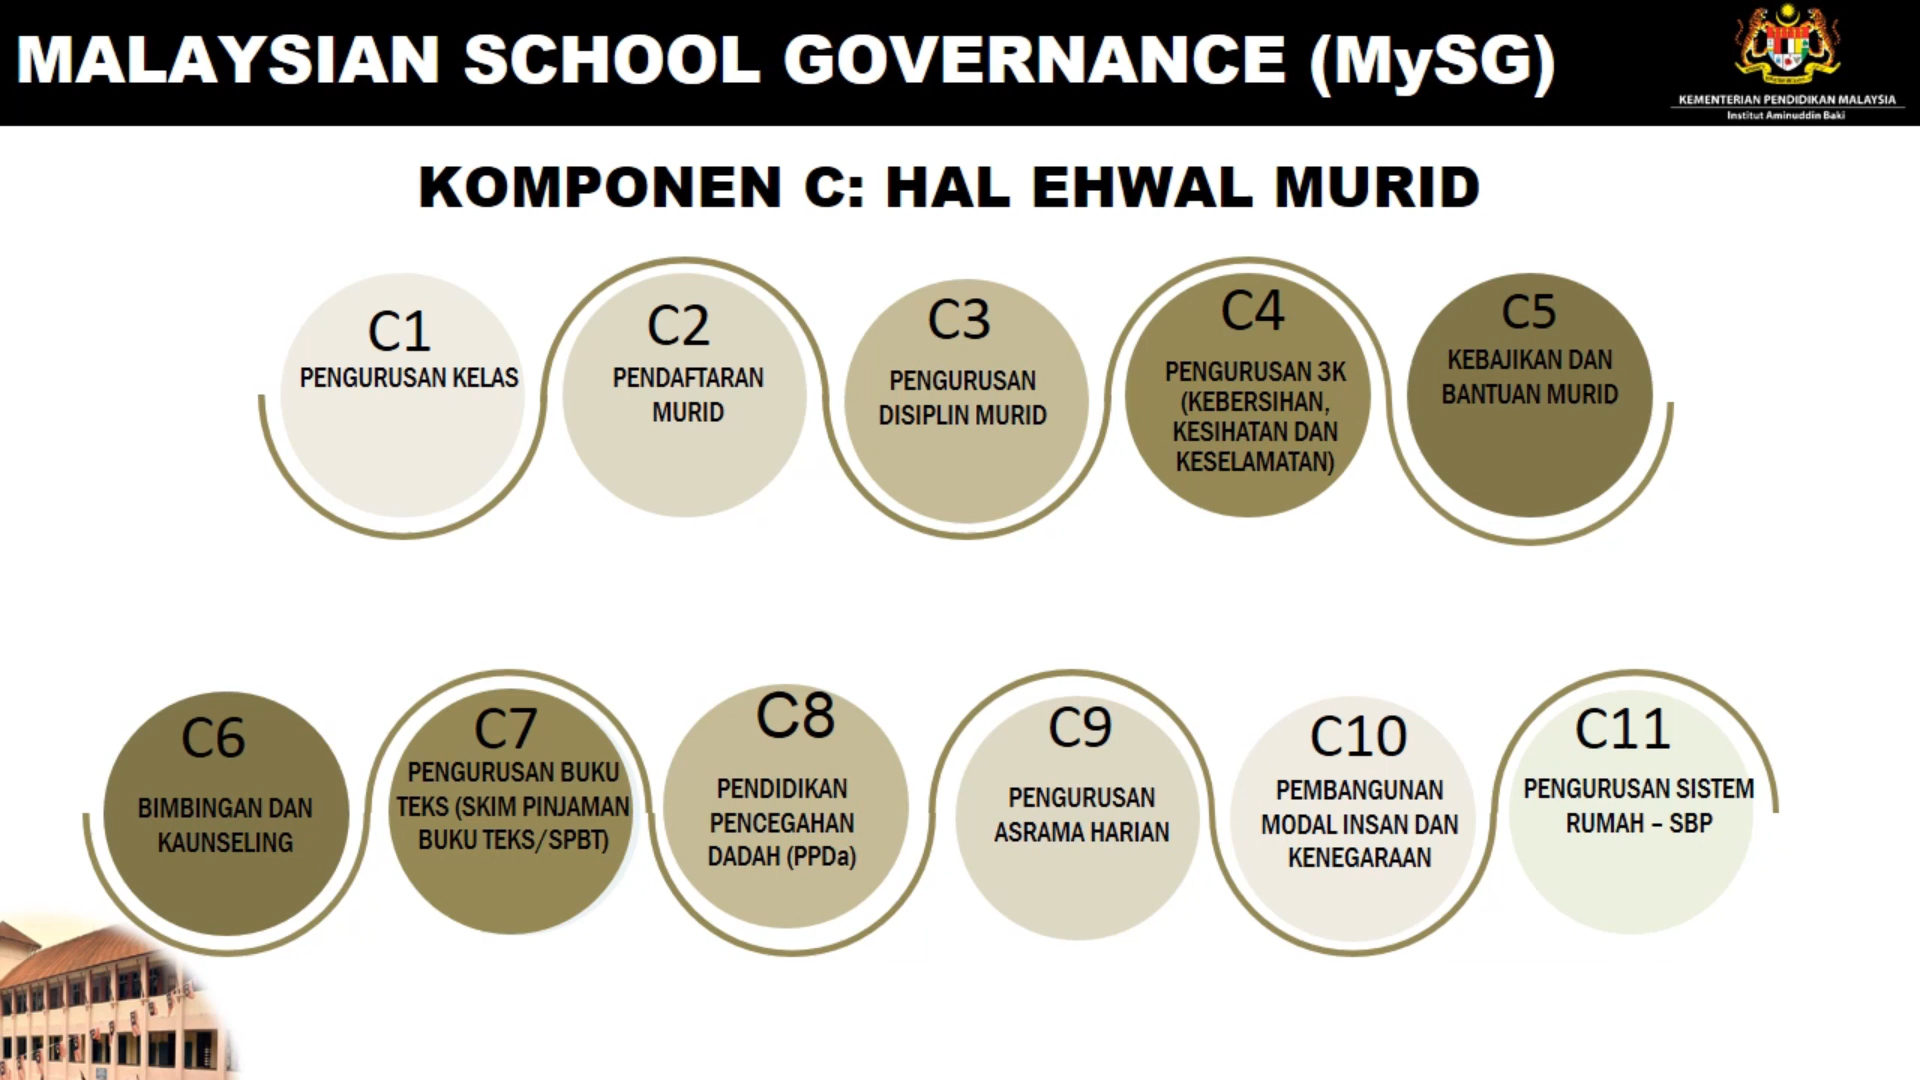 MALAYSIAN SCHOOL GOVERNANCE (MySG)
KEMENTERIAN PENDIDIKAN MALAYSIA
Institut Aminuddin Baki
KOMPONEN C: HAL EHWAL MURID
C1
PENGURUSAN KELAS
C2
PENDAFTARAN
MURID
C3
PENGURUSAN
DISIPLIN MURID
C4
PENGURUSAN 3K
(KEBERSIHAN,
KESIHATAN DAN
KESELAMATAN)
C5
KEBAJIKAN DAN
BANTUAN MURID
C6
BIMBINGAN DAN
KAUNSELING
C7
PENGURUSAN BUKU
TEKS (SKIM PINJAMAN
BUKU TEKS/SPBT)
C8
PENDIDIKAN
PENCEGAHAN
DADAH (PPDa)
C9
PENGURUSAN
ASRAMA HARIAN
C10
PEMBANGUNAN
MODAL INSAN DAN
KENEGARAAN
C11
PENGURUSAN SISTEM
RUMAH – SBP